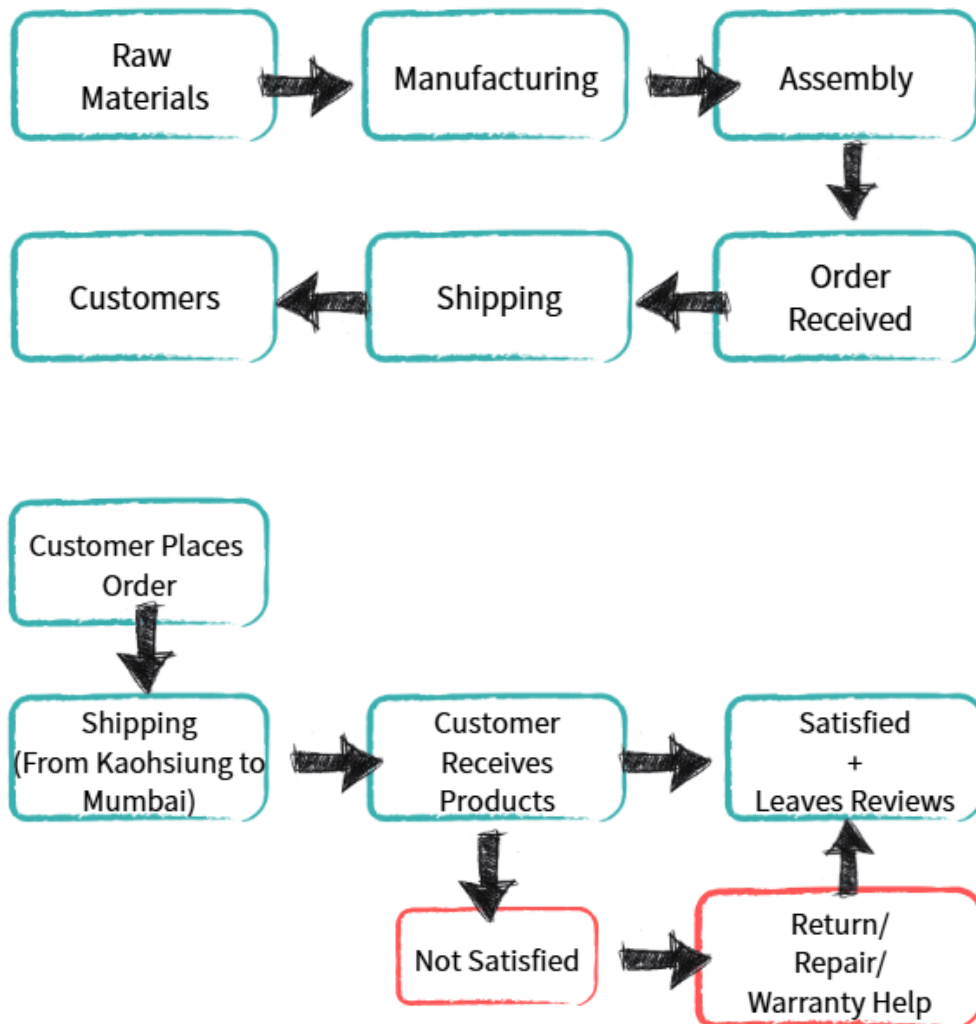 Raw
Materials
Manufacturing
Assembly
Customers
Shipping
Order
Received
Customer Places
Order
Shipping
(From Kaohsiung to
Mumbai)
Customer
Receives
Products
Satisfied
+
Leaves Reviews
Not Satisfied
Return/
Repair/
Warranty Help